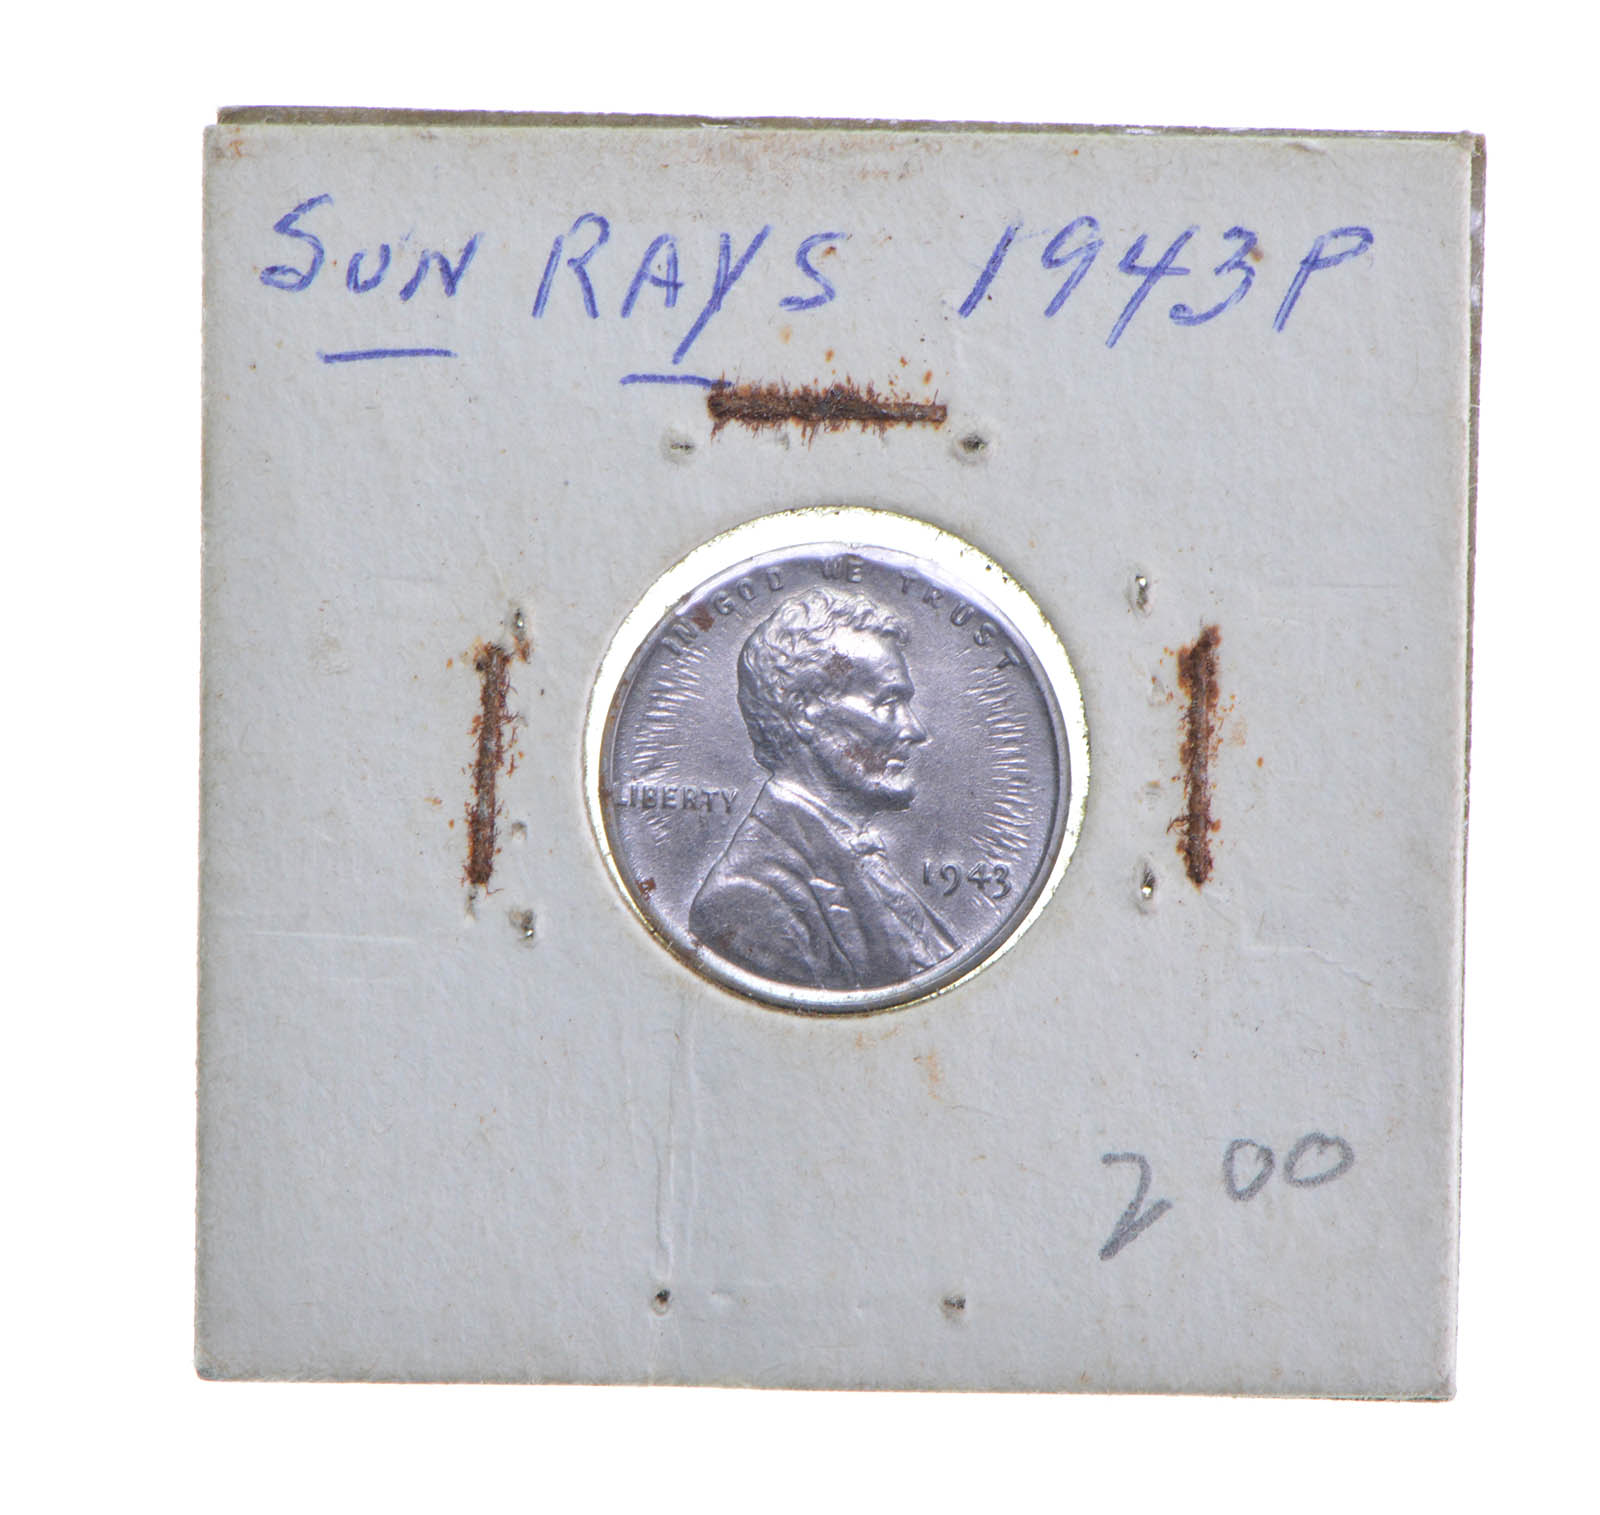 SUN RAYS 1943P
IN GOD WE TRUST
LIBERTY
1943
200